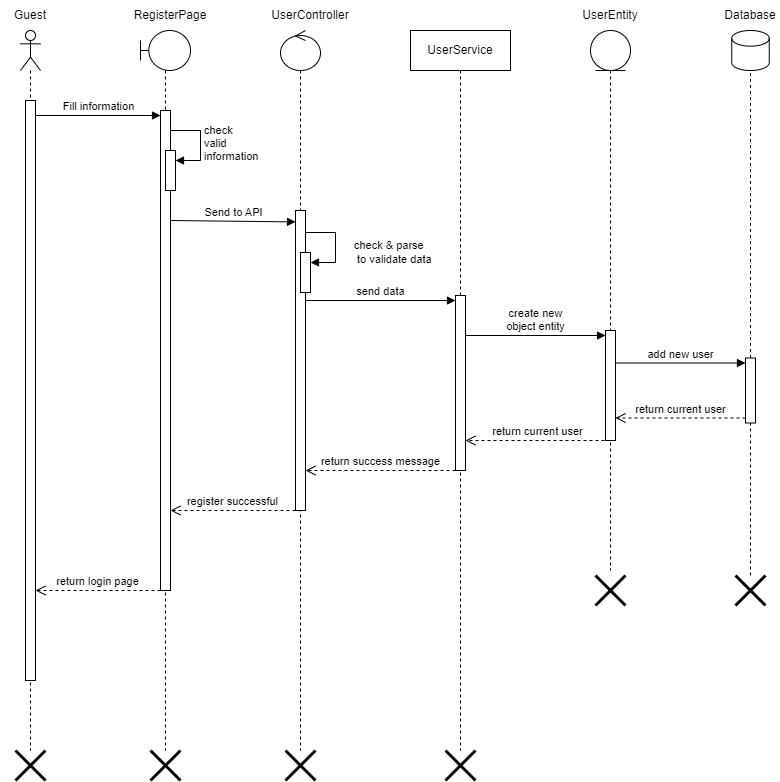 Guest
RegisterPage
UserController
UserService
UserEntity
Database
Fill information
check
valid
information
Send to API
check & parse
to validate data
send data
create new
object entity
add new user
return current user
return current user
return success message
register successful
return login page